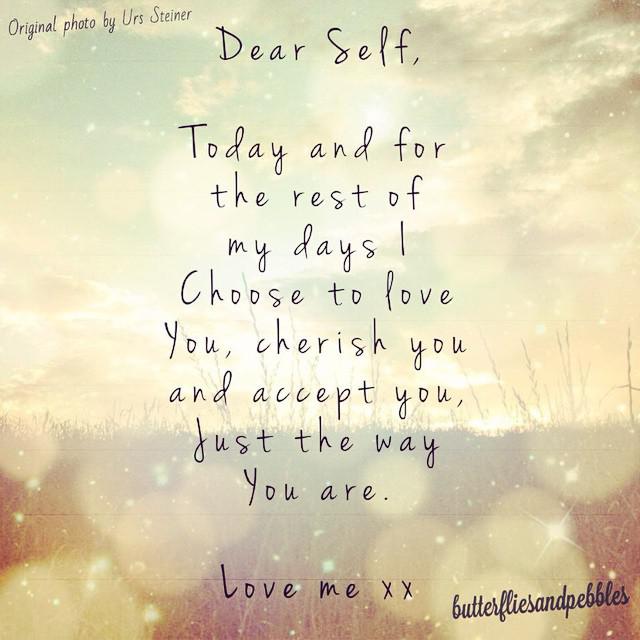 Original photo by Urs Steiner
Dear Self,
Today and for
the rest of
my days I
Choose to love
You, cherish you
and accept you,
Just the way
You are.
Love me xx
butterfliesandpebbles